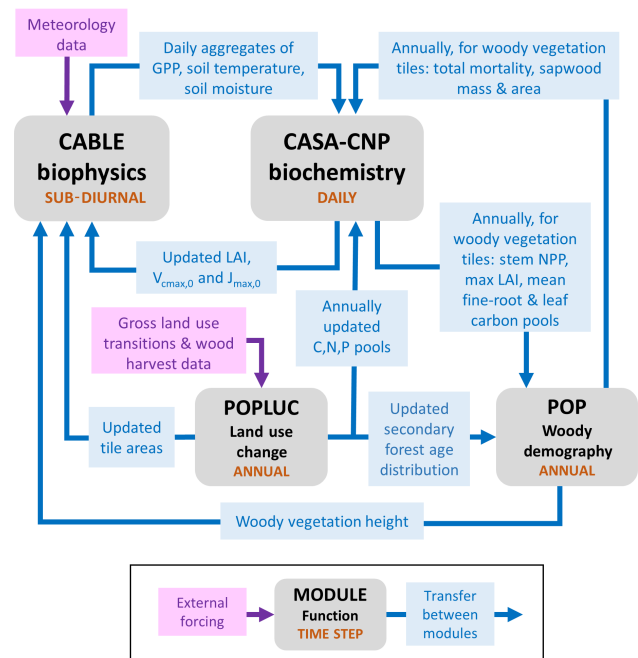 Meteorology
data
Daily aggregates of
GPP, soil temperature,
soil moisture
Annually, for woody vegetation
tiles: total mortality, sapwood
mass & area
CABLE
biophysics
SUB-DIURNAL
CASA-CNP
biochemistry
DAILY
Updated LAI,
Vcmax,0 and Jmax,0
Annually, for
woody vegetation
tiles: stem NPP,
max LAI, mean
fine-root & leaf
carbon pools
Annually
updated
C,N,P pools
Gross land use
transitions & wood
harvest data
Updated
tile areas
POPLUC
Land use
change
ANNUAL
Updated
secondary
forest age
distribution
POP
Woody
demography
ANNUAL
Woody vegetation height
External
forcing
MODULE
Function
TIME STEP
Transfer
between
modules